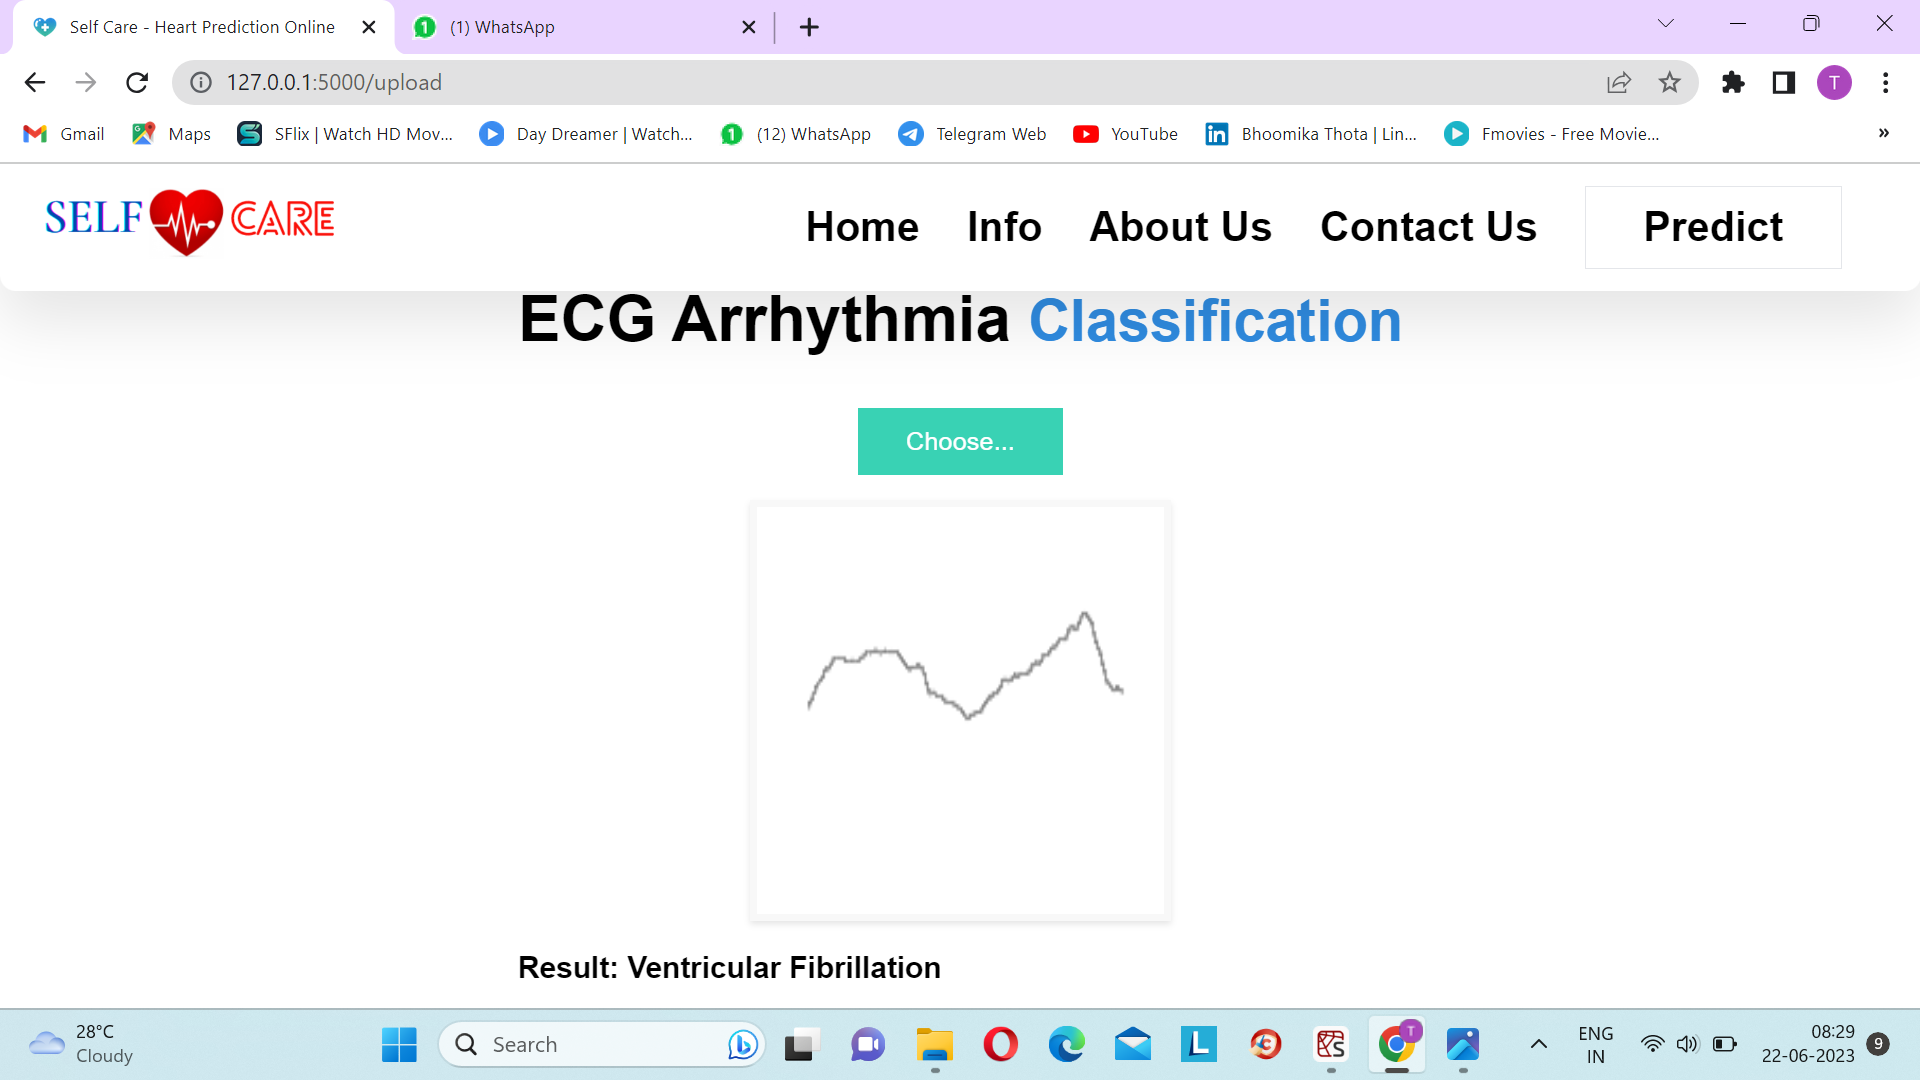 Self Care - Heart Prediction Online
1 (1) WhatsApp
127.0.0.1:5000/upload
T
Gmail
Maps
SFlix | Watch HD Mov...
Day Dreamer | Watch...
1 (12) WhatsApp
Telegram Web
YouTube
in Bhoomika Thota | Lin...
Fmovies - Free Movie...
»
SELF CARE
Home
Info
About Us
Contact Us
Predict
ECG Arrhythmia Classification
Choose...
Result: Ventricular Fibrillation
28°C
Cloudy
Search
L
T
ENG
IN
08:29
22-06-2023
9